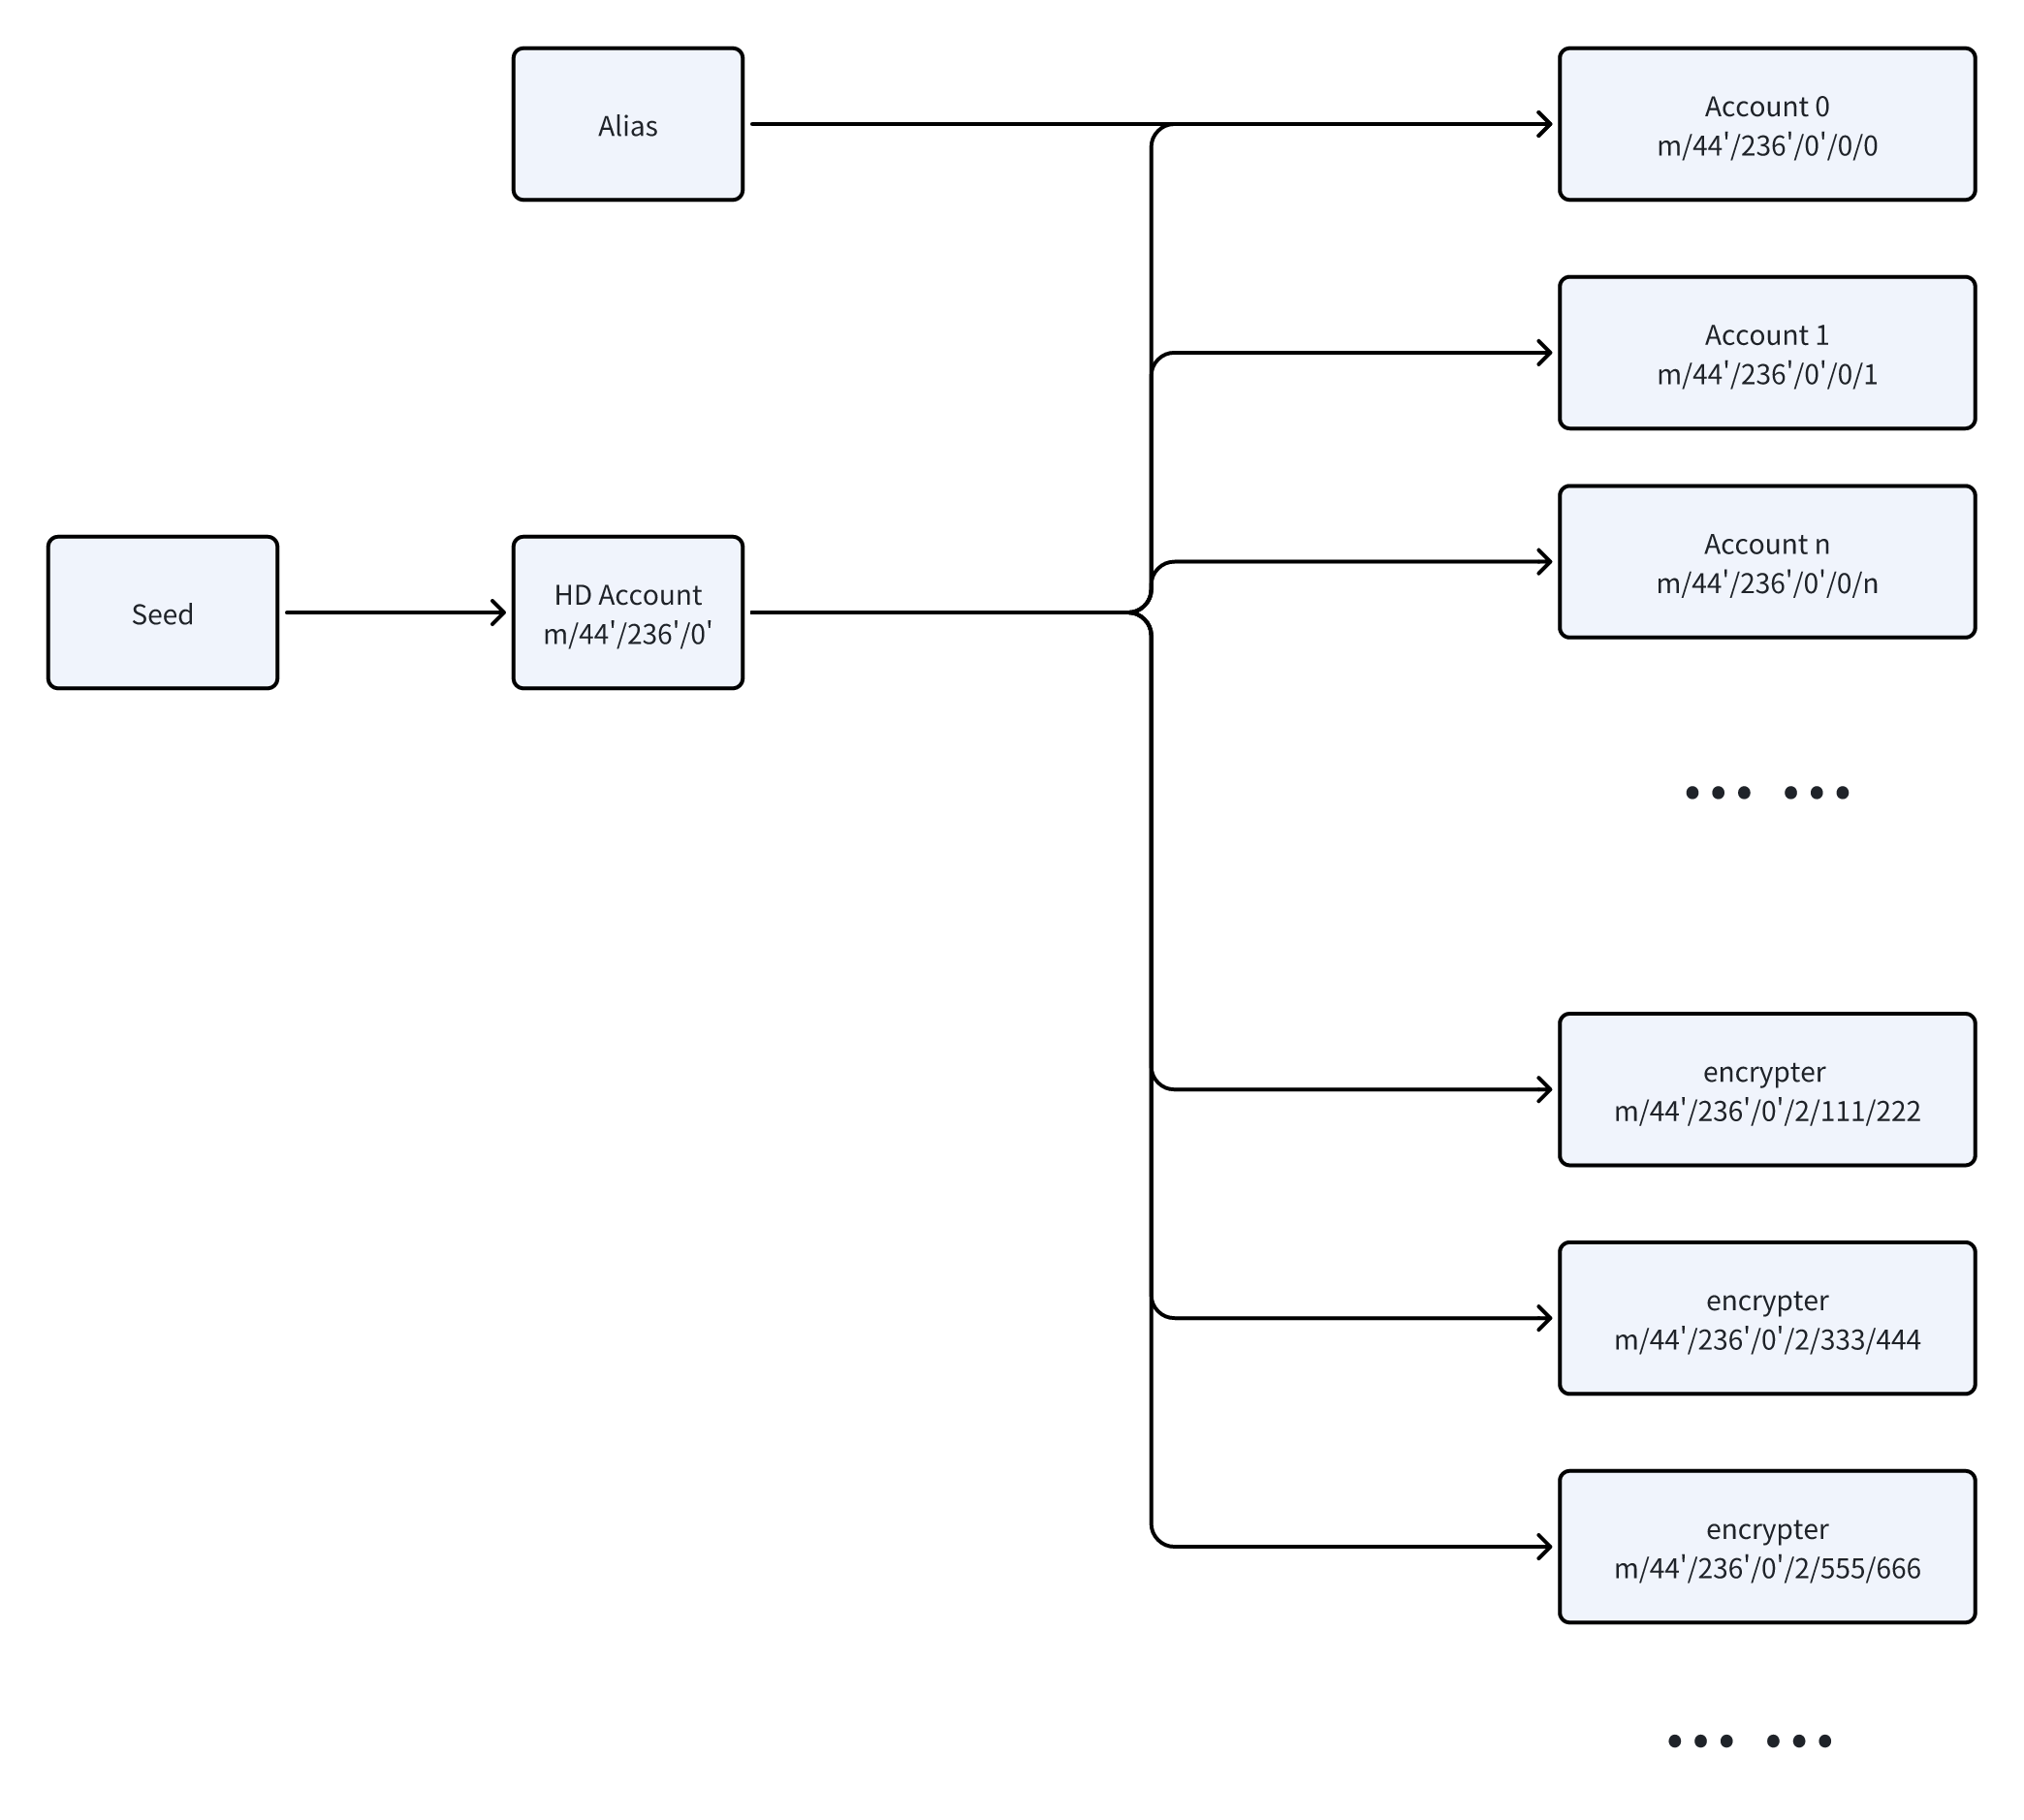 Alias
Account 0
m/44'/236'/0'/0/0
Account 1
m/44'/236'/0'/0/1
Account n
m/44'/236'/0'/0/n
Seed
HD Account
m/44'/236'/0'
... ...
encrypter
m/44'/236'/0'/2/111/222
encrypter
m/44'/236'/0'/2/333/444
encrypter
m/44'/236'/0'/2/555/666
... ...